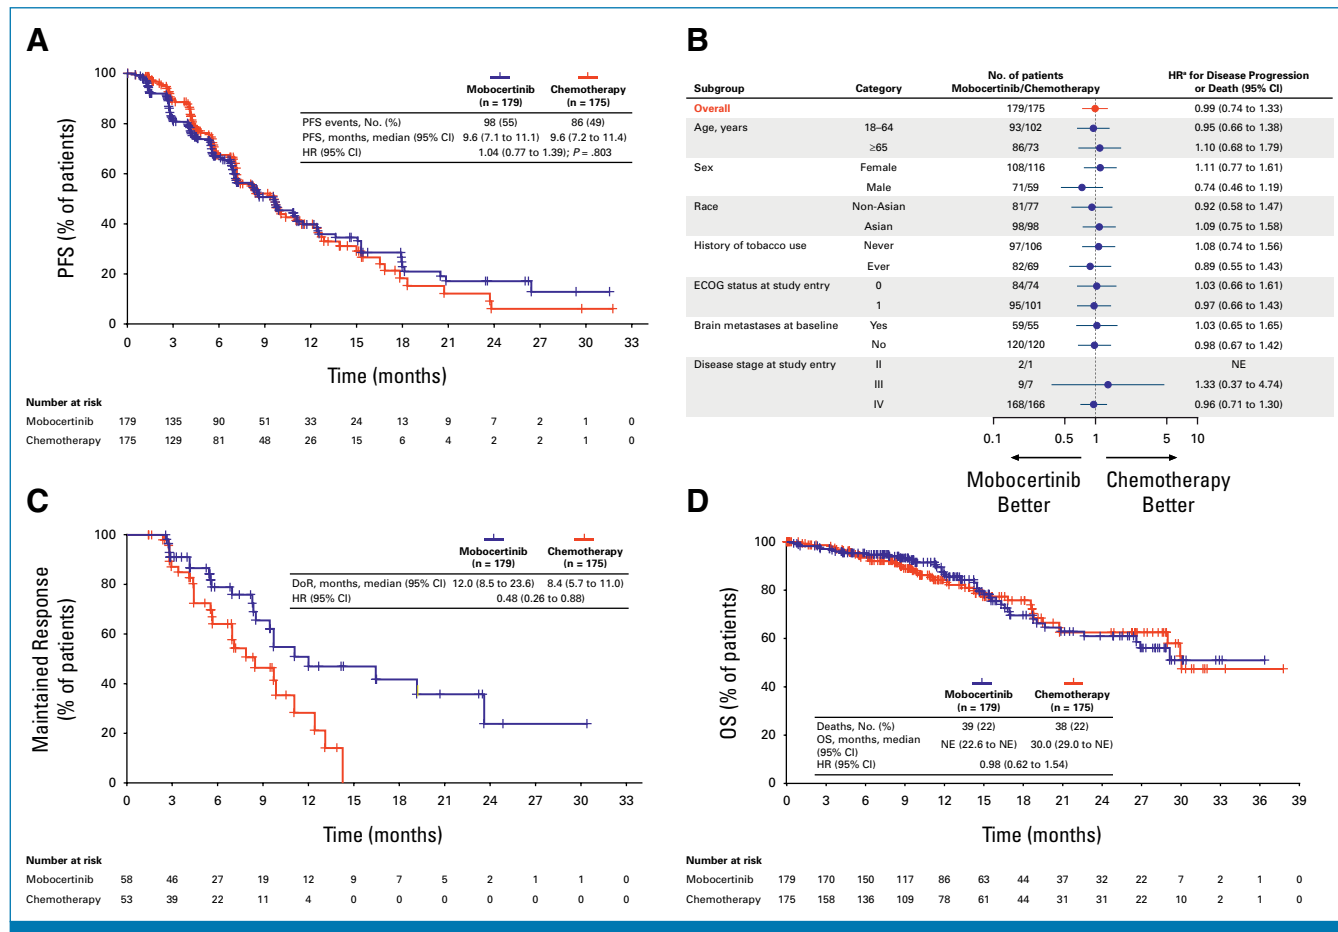 A
100
80
60
40
20
0
PFS (% of patients)
Mobocertinib Chemotherapy
(n = 179) (n = 175)
PFS events, No. (%) 98 (55) 86 (49)
PFS, months, median (95% CI) 9.6 (7.1 to 11.1) 9.6 (7.2 to 11.4)
HR (95% CI) 1.04 (0.77 to 1.39); P = .803
0 3 6 9 12 15 18 21 24 27 30 33
Time (months)
Number at risk
Mobocertinib 179 135 90 51 33 24 13 9 7 2 1 0
Chemotherapy 175 129 81 48 26 15 6 4 2 2 1 0
B
No. of patients HRa for Disease Progression
Subgroup Category Mobocertinib/Chemotherapy or Death (95% CI)
Overall 179/175 0.99 (0.74 to 1.33)
Age, years 18–64 93/102 0.95 (0.66 to 1.38)
≥65 86/73 1.10 (0.68 to 1.79)
Sex Female 108/116 1.11 (0.77 to 1.61)
Male 71/59 0.74 (0.46 to 1.19)
Race Non-Asian 81/77 0.92 (0.58 to 1.47)
Asian 98/98 1.09 (0.75 to 1.58)
History of tobacco use Never 97/106 1.08 (0.74 to 1.56)
Ever 82/69 0.89 (0.55 to 1.43)
ECOG status at study entry 0 84/74 1.03 (0.66 to 1.61)
1 95/101 0.97 (0.66 to 1.43)
Brain metastases at baseline Yes 59/55 1.03 (0.65 to 1.65)
No 120/120 0.98 (0.67 to 1.42)
Disease stage at study entry II 2/1 NE
III 9/7 1.33 (0.37 to 4.74)
IV 168/166 0.96 (0.71 to 1.30)
0.1 0.5 1 5 10
Mobocertinib Chemotherapy
Better Better
C
100
80
60
40
20
0
Maintained Response
(% of patients)
Mobocertinib Chemotherapy
(n = 179) (n = 175)
DoR, months, median (95% CI) 12.0 (8.5 to 23.6) 8.4 (5.7 to 11.0)
HR (95% CI) 0.48 (0.26 to 0.88)
0 3 6 9 12 15 18 21 24 27 30 33
Time (months)
Number at risk
Mobocertinib 58 46 27 19 12 9 7 5 2 1 1 0
Chemotherapy 53 39 22 11 4 0 0 0 0 0 0 0
D
100
80
60
40
20
0
OS (% of patients)
Mobocertinib Chemotherapy
(n = 179) (n = 175)
Deaths, No. (%) 39 (22) 38 (22)
OS, months, median
(95% CI) NE (22.6 to NE) 30.0 (29.0 to NE)
HR (95% CI) 0.98 (0.62 to 1.54)
0 3 6 9 12 15 18 21 24 27 30 33 36 39
Time (months)
Number at risk
Mobocertinib 179 170 150 117 86 63 44 37 32 22 7 2 1 0
Chemotherapy 175 158 136 109 78 61 44 31 31 22 10 2 1 0